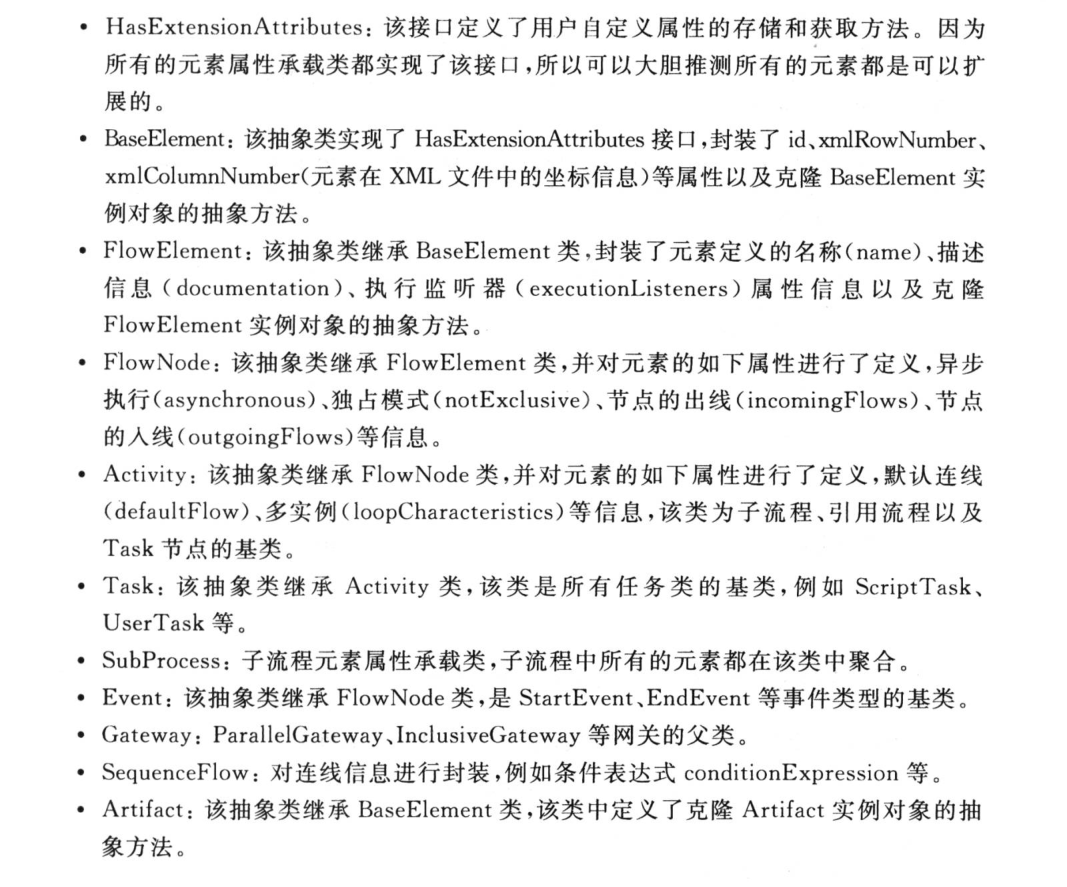 • HasExtensionAttributes：该接口定义了用户自定义属性的存储和获取方法。因为
所有的元素属性承载类都实现了该接口，所以可以大胆推测所有的元素都是可以扩
展的。
• BaseElement：该抽象类实现了 HasExtensionAttributes 接口，封装了 id、xmlRowNumber、
xmlColumnNumber(元素在 XML 文件中的坐标信息)等属性以及克隆 BaseElement 实
例对象的抽象方法。
• FlowElement：该抽象类继承 BaseElement 类，封装了元素定义的名称(name)、描述
信息(documentation)、执行监听器(executionListeners)属性信息以及克隆
FlowElement 实例对象的抽象方法。
• FlowNode：该抽象类继承 FlowElement 类，并对元素的如下属性进行了定义，异步
执行(asynchronous)、独占模式(notExclusive)、节点的出线(incomingFlows)、节点
的入线(outgoingFlows)等信息。
• Activity：该抽象类继承 FlowNode 类，并对元素的如下属性进行了定义，默认连线
(defaultFlow)、多实例(loopCharacteristics)等信息，该类为子流程、引用流程以及
Task 节点的基类。
• Task：该抽象类继承 Activity 类，该类是所有任务类的基类，例如 ScriptTask、
UserTask 等。
• SubProcess：子流程元素属性承载类，子流程中所有的元素都在该类中聚合。
• Event：该抽象类继承 FlowNode 类，是 StartEvent、EndEvent 等事件类型的基类。
• Gateway：ParallelGateway、InclusiveGateway 等网关的父类。
• SequenceFlow：对连线信息进行封装，例如条件表达式 conditionExpression 等。
• Artifact：该抽象类继承 BaseElement 类，该类中定义了克隆 Artifact 实例对象的抽
象方法。